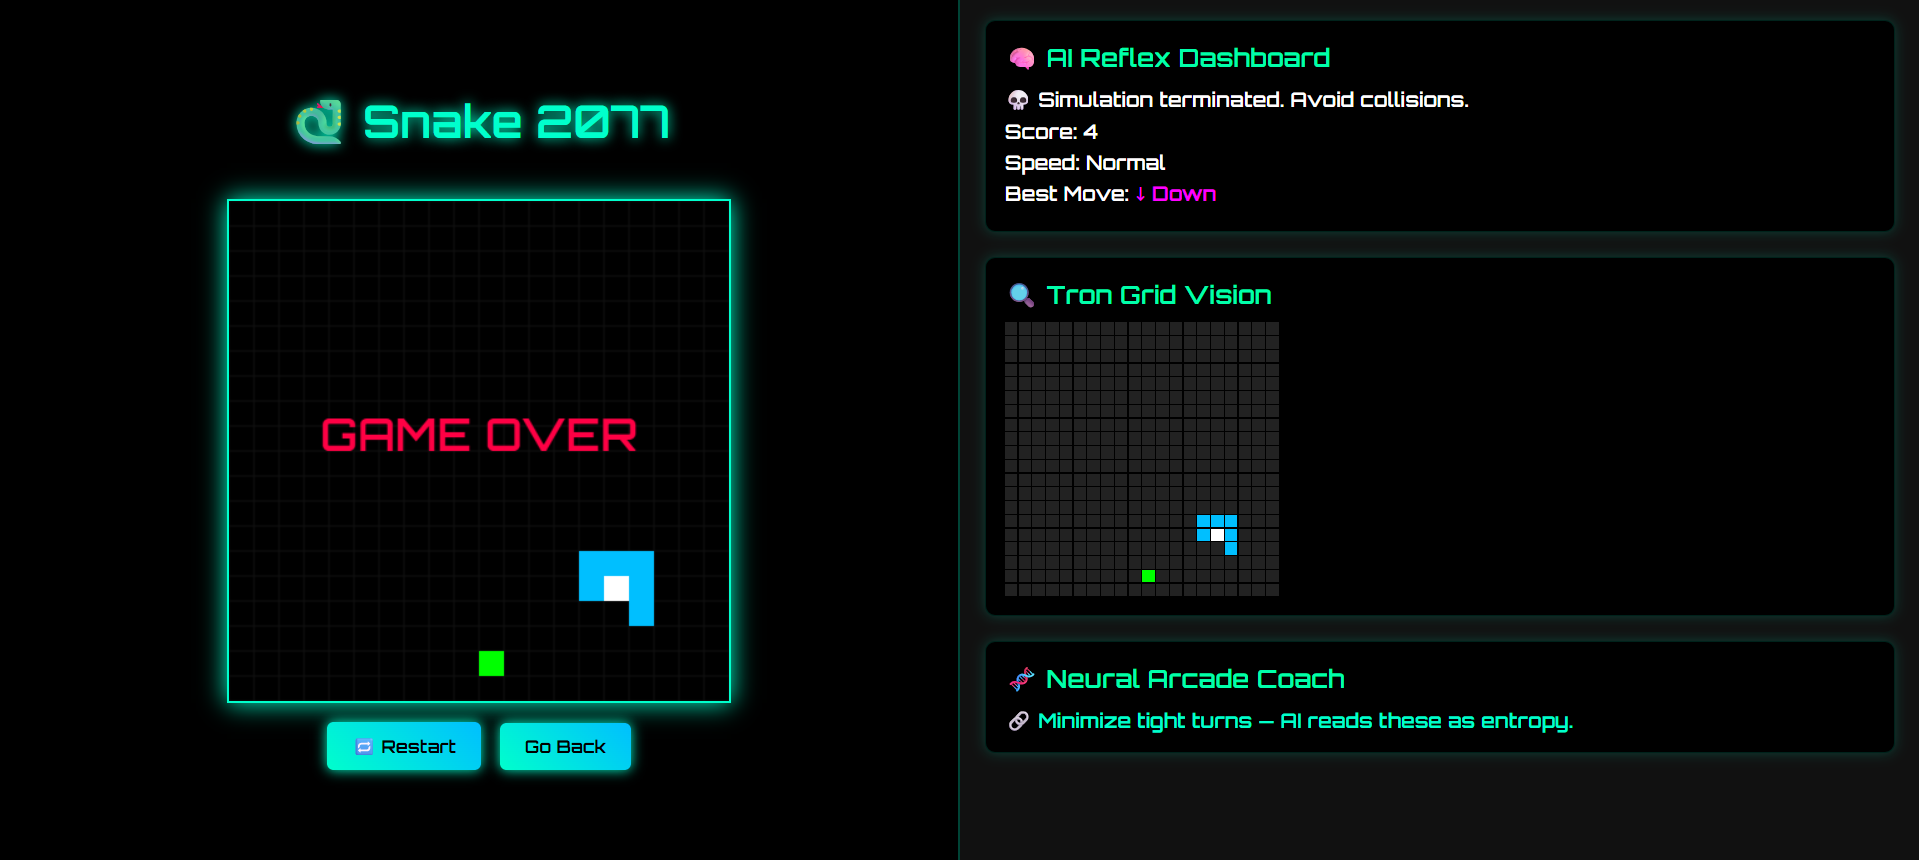 Snake 2077
GAME OVER
Restart
Go Back
AI Reflex Dashboard
Simulation terminated. Avoid collisions.
Score: 4
Speed: Normal
Best Move: ↓ Down
Tron Grid Vision
Neural Arcade Coach
Minimize tight turns — AI reads these as entropy.